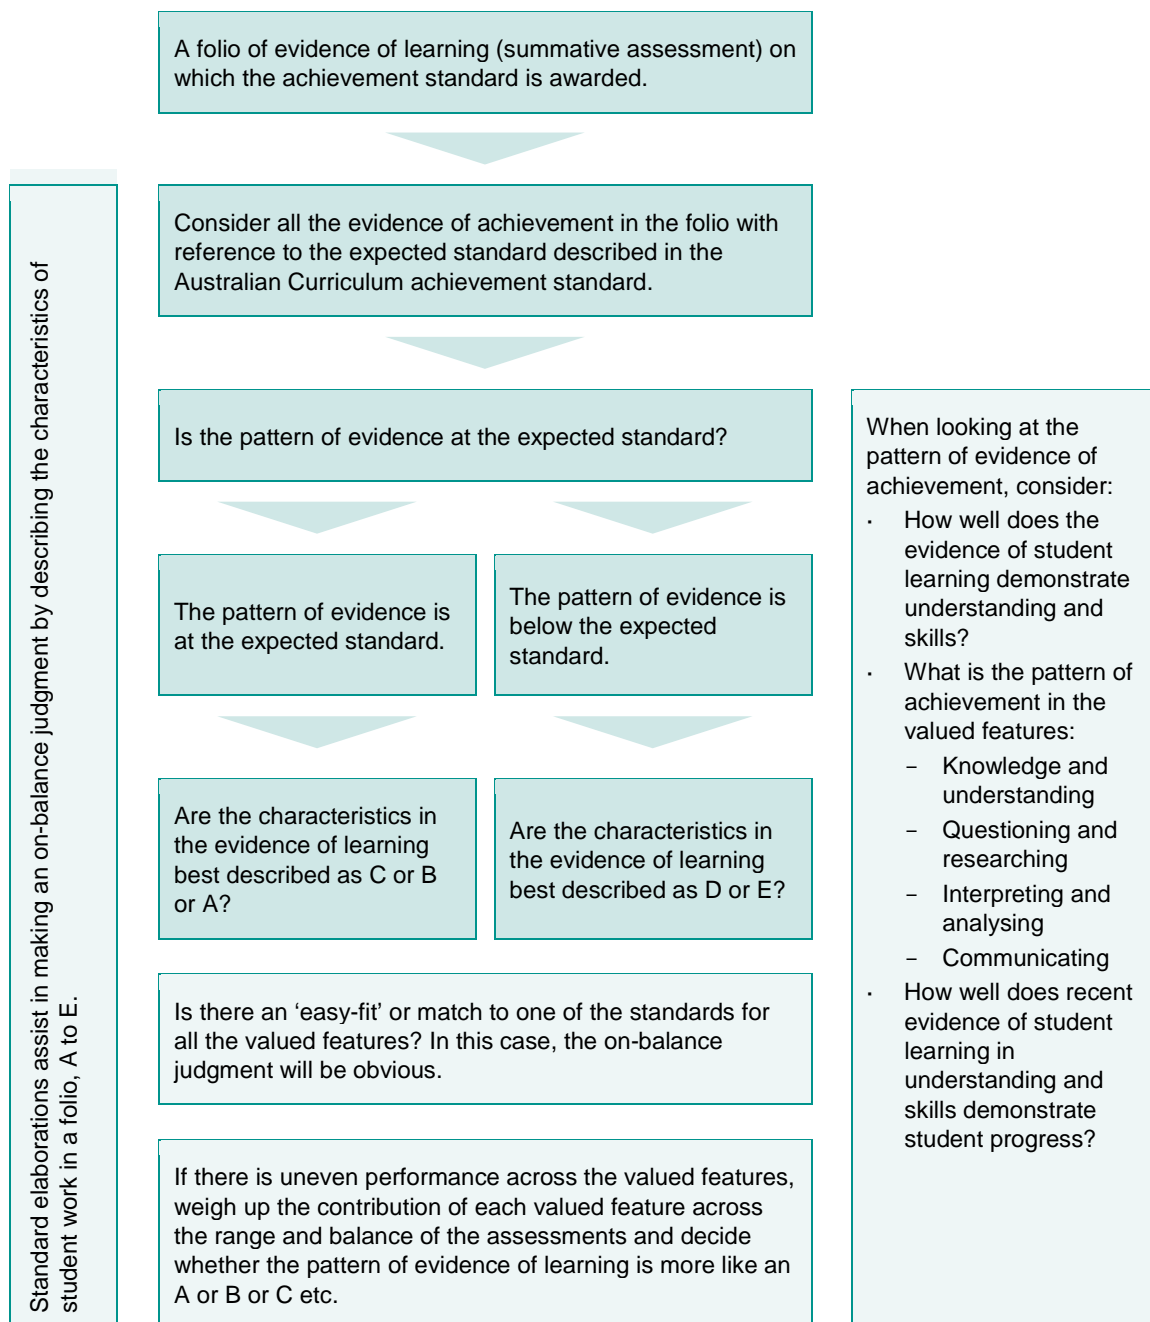 A folio of evidence of learning (summative assessment) on
which the achievement standard is awarded.
Consider all the evidence of achievement in the folio with
reference to the expected standard described in the
Australian Curriculum achievement standard.
Is the pattern of evidence at the expected standard?
The pattern of evidence is
at the expected standard.
The pattern of evidence is
below the expected
standard.
Are the characteristics in
the evidence of learning
best described as C or B
or A?
Are the characteristics in
the evidence of learning
best described as D or E?
Is there an ‘easy-fit’ or match to one of the standards for
all the valued features? In this case, the on-balance
judgment will be obvious.
If there is uneven performance across the valued features,
weigh up the contribution of each valued feature across
the range and balance of the assessments and decide
whether the pattern of evidence of learning is more like an
A or B or C etc.
Standard elaborations assist in making an on-balance judgment by describing the characteristics of
student work in a folio, A to E.
When looking at the
pattern of evidence of
achievement, consider:
· How well does the
evidence of student
learning demonstrate
understanding and
skills?
· What is the pattern of
achievement in the
valued features:
– Knowledge and
understanding
– Questioning and
researching
– Interpreting and
analysing
– Communicating
· How well does recent
evidence of student
learning in
understanding and
skills demonstrate
student progress?